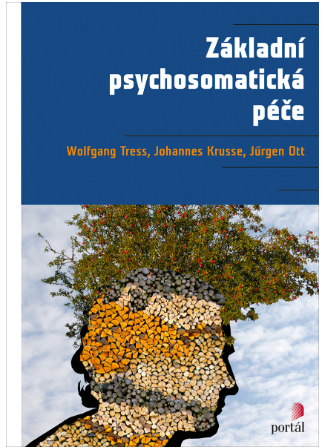 Základní
psychosomatická
péče
Wolfgang Tress, Johannes Krusse, Jürgen Ott
portál